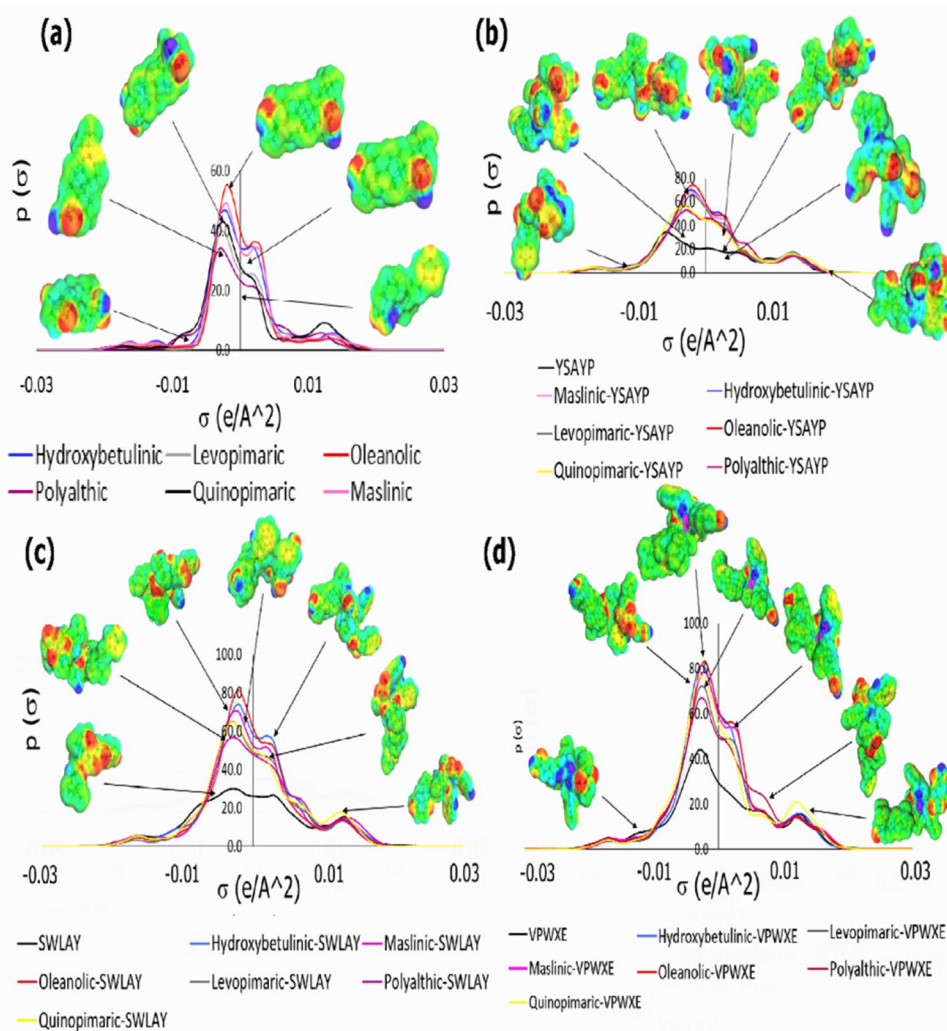 (a)
p (σ)
60.0
40.0
20.0
0.0
-0.03 -0.01 0.01 0.03
σ (e/A^2)
Hydroxybetulinic Levopimaric Oleanolic
Polyalthic Quinopimaric Maslinic
(b)
p (σ)
80.0
60.0
40.0
20.0
0.0
-0.03 -0.01 0.01 0.03
σ (e/A^2)
YSAYP
Maslinic-YSAYP Hydroxybetulinic-YSAYP
Levopimaric-YSAYP Oleanolic-YSAYP
Quinopimaric-YSAYP Polyalthic-YSAYP
(c)
p (σ)
100.0
80.0
60.0
40.0
20.0
0.0
-0.03 -0.01 0.01 0.03
σ (e/A^2)
SWLAY Hydroxybetulinic-SWLAY Maslinic-SWLAY
Oleanolic-SWLAY Levopimaric-SWLAY Polyalthic-SWLAY
Quinopimaric-SWLAY
(d)
p (σ)
100.0
80.0
60.0
40.0
20.0
0.0
-0.03 -0.01 0.01 0.03
σ (e/A^2)
VPWXE Hydroxybetulinic-VPWXE Levopimaric-VPWXE
Maslinic-VPWXE Oleanolic-VPWXE Polyalthic-VPWXE
Quinopimaric-VPWXE